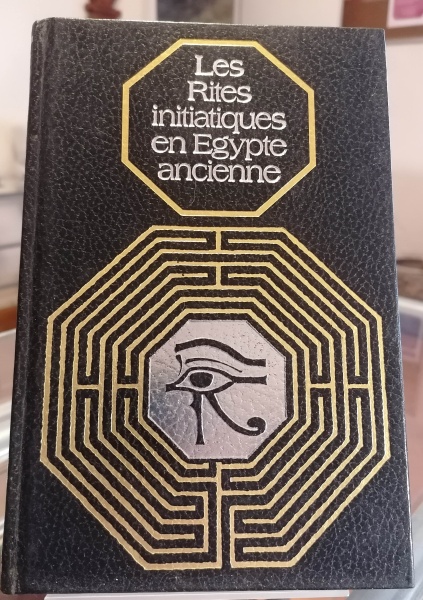 Les
Rites
initiatiques
en Egypte
ancienne